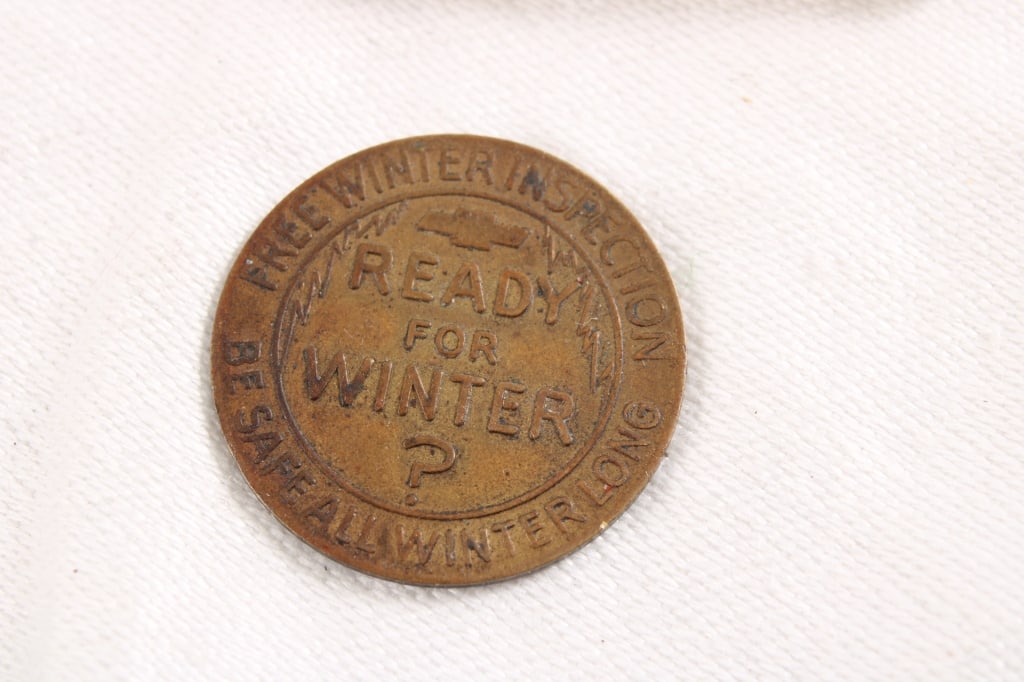 FREE WINTER INSPECTION
READY
FOR
WINTER
?
BE SAFE ALL WINTER LONG